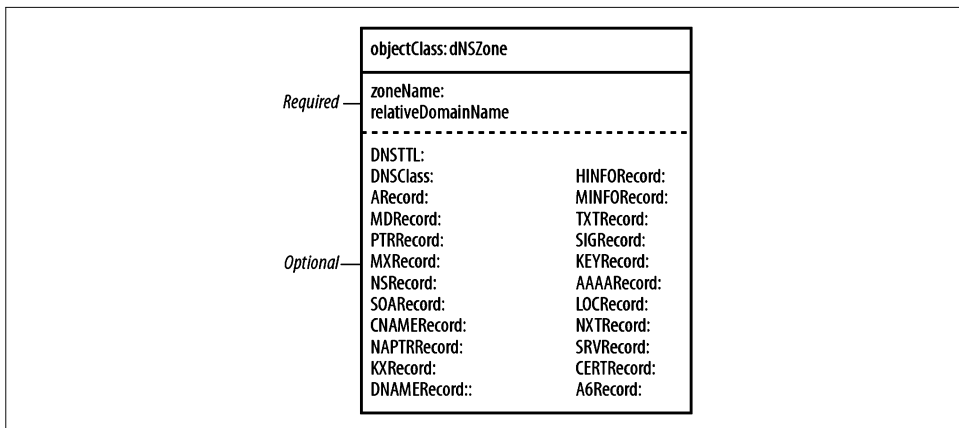 objectClass: dNSZone
Required
zoneName:
relativeDomainName
Optional
DNSTTL:
DNSClass:
ARecord:
MDRecord:
PTRRecord:
MXRecord:
NSRecord:
SOARecord:
CNAMERecord:
NAPTRRecord:
KXRecord:
DNAMERecord::
HINFORecord:
MINFORecord:
TXTRecord:
SIGRecord:
KEYRecord:
AAAARecord:
LOCRecord:
NXTRecord:
SRVRecord:
CERTRecord:
A6Record: